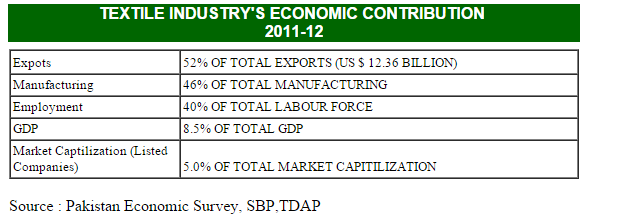 TEXTILE INDUSTRY'S ECONOMIC CONTRIBUTION
2011-12
Expots 52% OF TOTAL EXPORTS (US $ 12.36 BILLION)
Manufacturing 46% OF TOTAL MANUFACTURING
Employment 40% OF TOTAL LABOUR FORCE
GDP 8.5% OF TOTAL GDP
Market Captilization (Listed
Companies) 5.0% OF TOTAL MARKET CAPITILIZATION
Source : Pakistan Economic Survey, SBP,TDAP